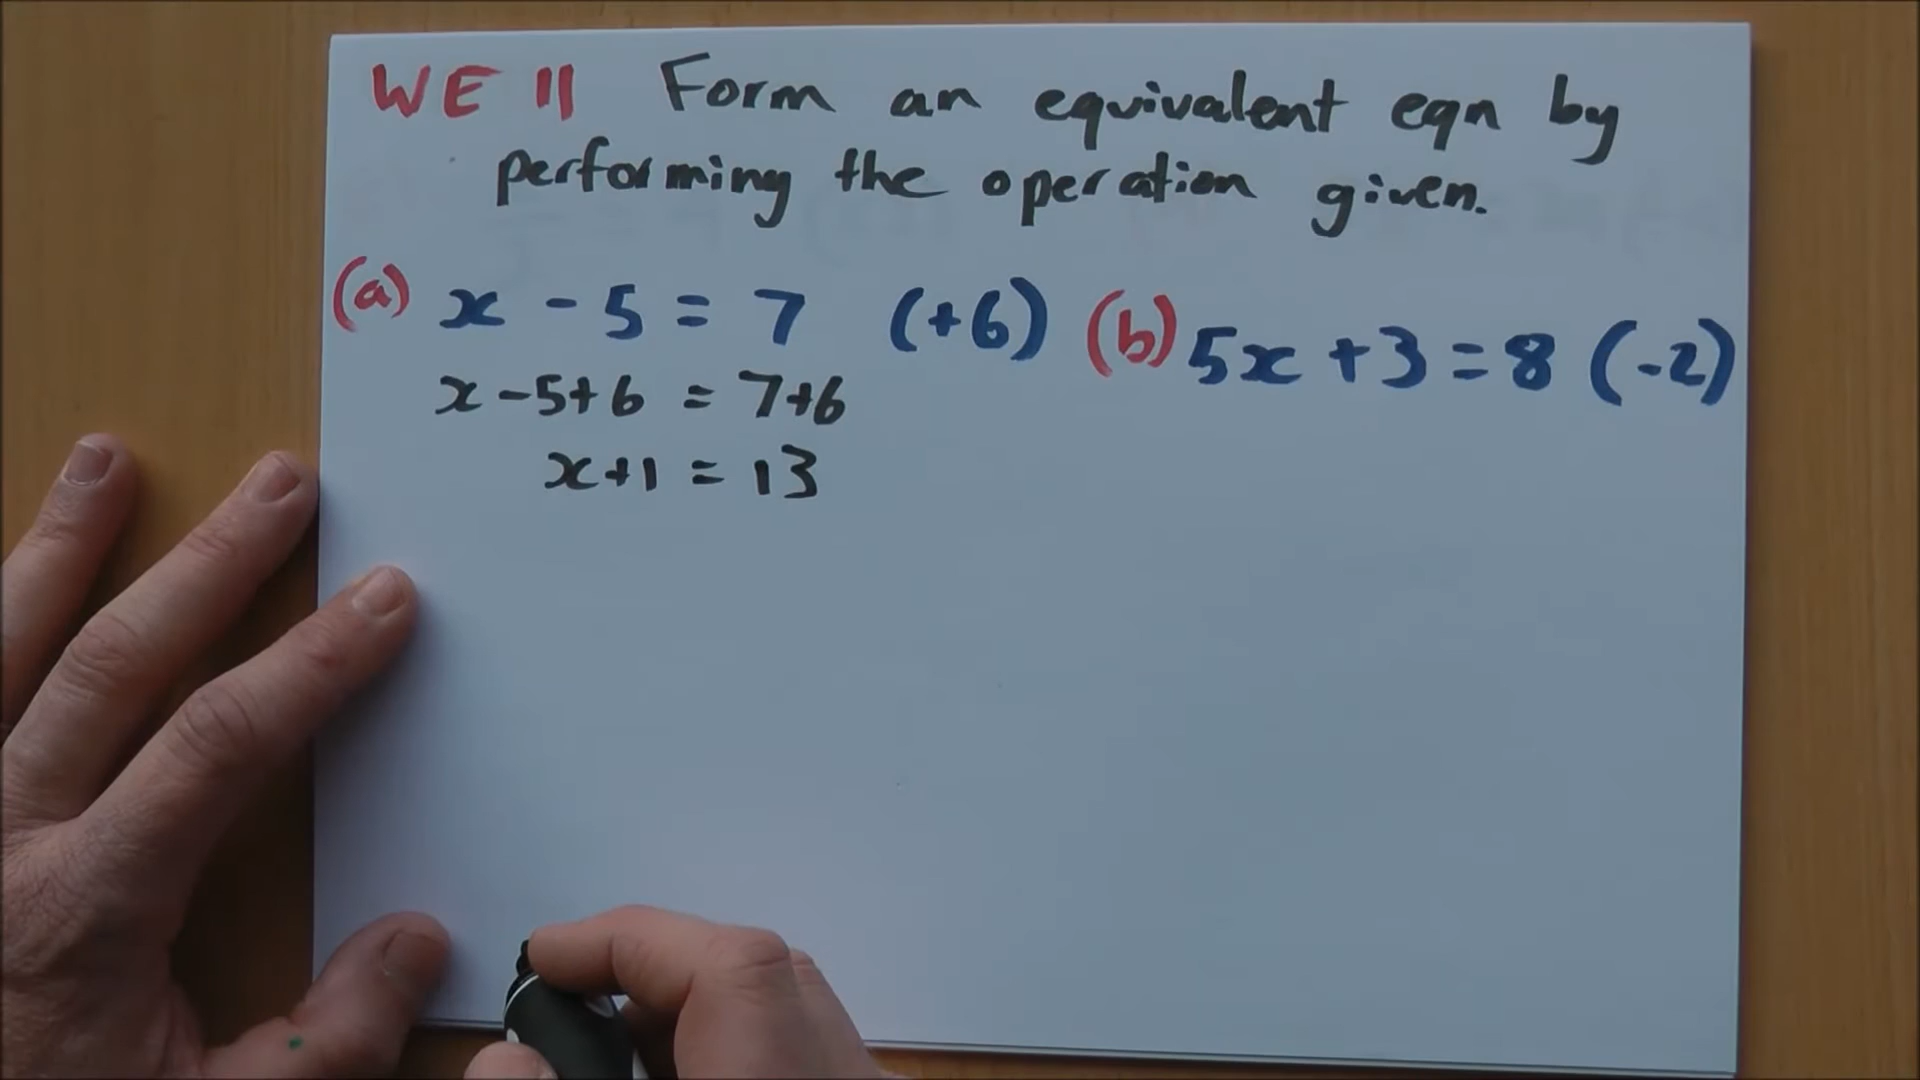 WE 11 Form an equivalent eqn by
performing the operation given.
(a) x - 5 = 7 (+6) (b) 5x + 3 = 8 (-2)
x - 5 + 6 = 7 + 6
x + 1 = 13